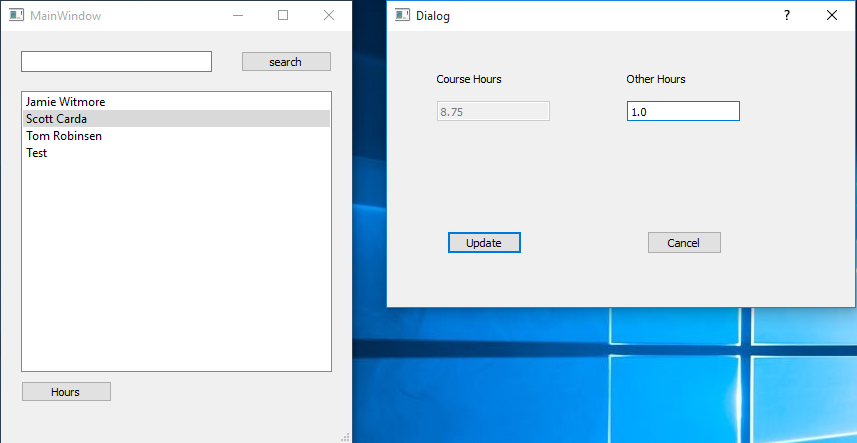 MainWindow
search
Jamie Witmore
Scott Carda
Tom Robinsen
Test
Hours
Dialog
?
Course Hours
Other Hours
8.75
1.0
Update
Cancel